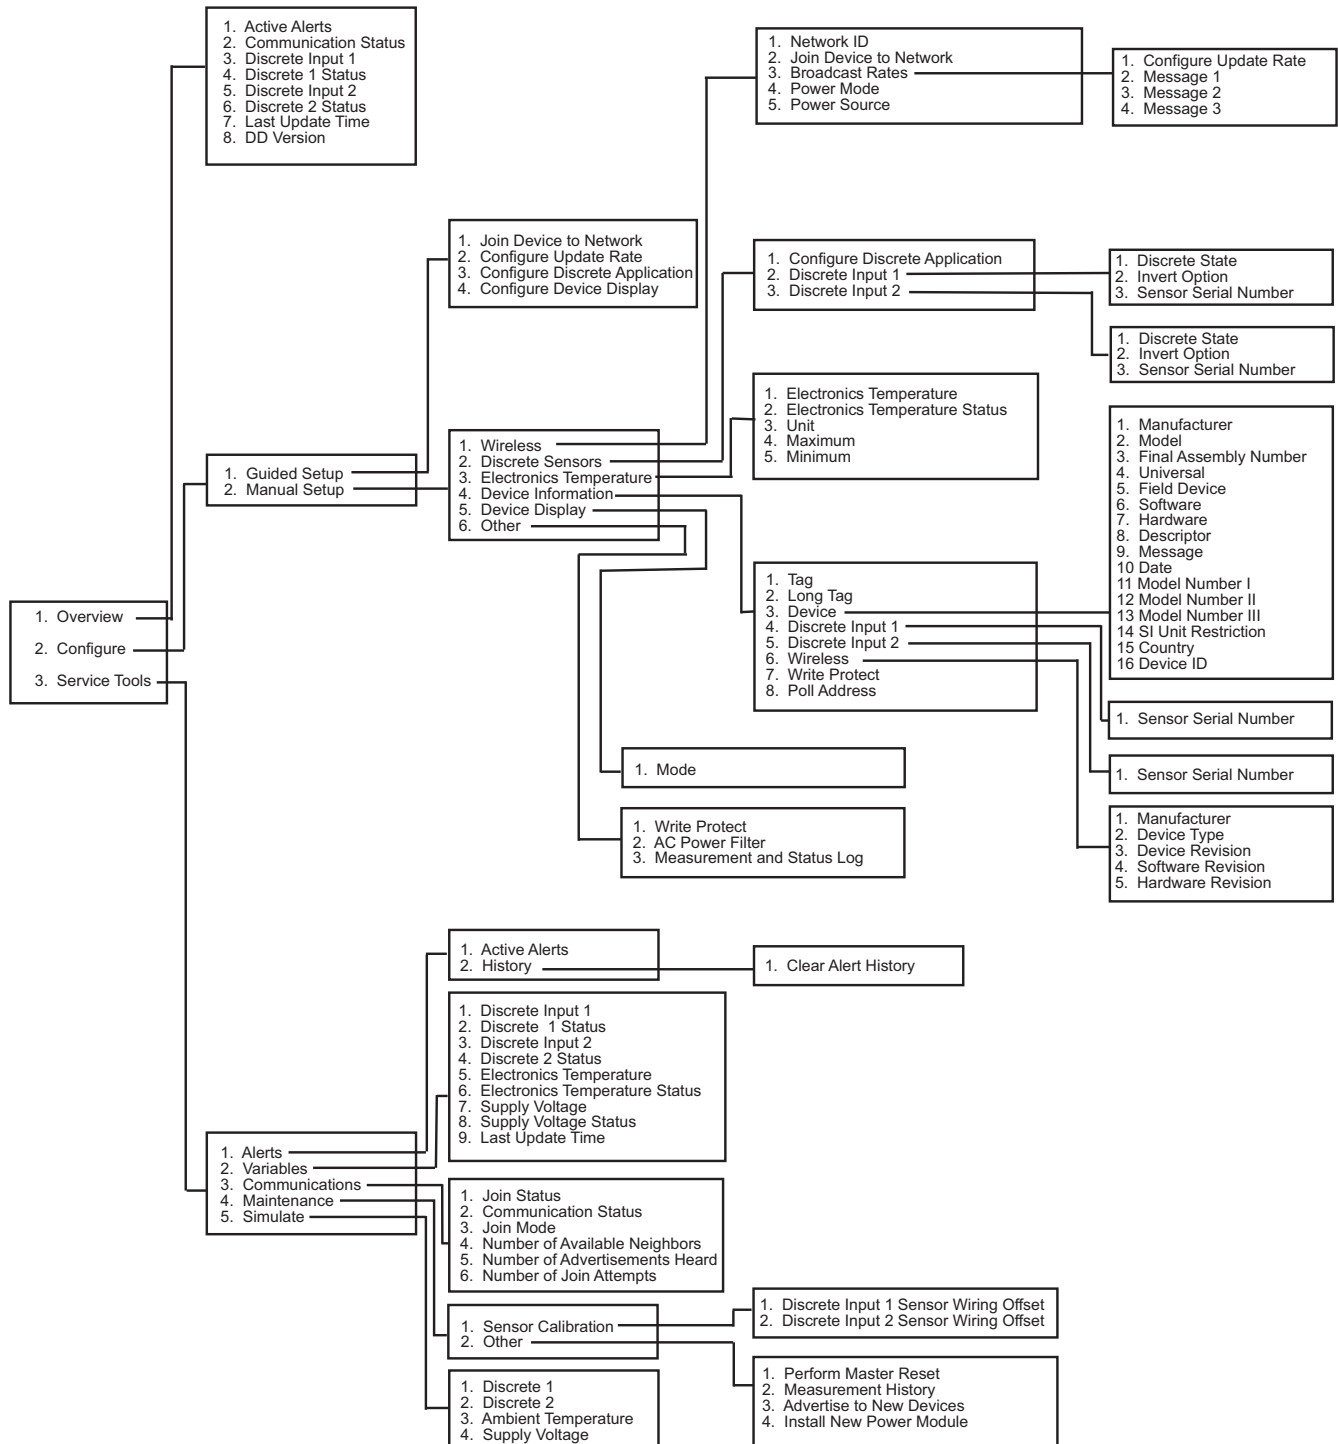 1. Active Alerts
2. Communication Status
3. Discrete Input 1
4. Discrete 1 Status
5. Discrete Input 2
6. Discrete 2 Status
7. Last Update Time
8. DD Version
1. Network ID
2. Join Device to Network
3. Broadcast Rates
4. Power Mode
5. Power Source
1. Configure Update Rate
2. Message 1
3. Message 2
4. Message 3
1. Join Device to Network
2. Configure Update Rate
3. Configure Discrete Application
4. Configure Device Display
1. Configure Discrete Application
2. Discrete Input 1
3. Discrete Input 2
1. Discrete State
2. Invert Option
3. Sensor Serial Number
1. Discrete State
2. Invert Option
3. Sensor Serial Number
1. Electronics Temperature
2. Electronics Temperature Status
3. Unit
4. Maximum
5. Minimum
1. Guided Setup
2. Manual Setup
1. Wireless
2. Discrete Sensors
3. Electronics Temperature
4. Device Information
5. Device Display
6. Other
1. Manufacturer
2. Model
3. Final Assembly Number
4. Universal
5. Field Device
6. Software
7. Hardware
8. Descriptor
9. Message
10 Date
11 Model Number I
12 Model Number II
13 Model Number III
14 SI Unit Restriction
15 Country
16 Device ID
1. Overview
2. Configure
3. Service Tools
1. Tag
2. Long Tag
3. Device
4. Discrete Input 1
5. Discrete Input 2
6. Wireless
7. Write Protect
8. Poll Address
1. Sensor Serial Number
1. Mode
1. Sensor Serial Number
1. Write Protect
2. AC Power Filter
3. Measurement and Status Log
1. Manufacturer
2. Device Type
3. Device Revision
4. Software Revision
5. Hardware Revision
1. Active Alerts
2. History
1. Clear Alert History
1. Discrete Input 1
2. Discrete 1 Status
3. Discrete Input 2
4. Discrete 2 Status
5. Electronics Temperature
6. Electronics Temperature Status
7. Supply Voltage
8. Supply Voltage Status
9. Last Update Time
1. Alerts
2. Variables
3. Communications
4. Maintenance
5. Simulate
1. Join Status
2. Communication Status
3. Join Mode
4. Number of Available Neighbors
5. Number of Advertisements Heard
6. Number of Join Attempts
1. Sensor Calibration
2. Other
1. Discrete Input 1 Sensor Wiring Offset
2. Discrete Input 2 Sensor Wiring Offset
1. Discrete 1
2. Discrete 2
3. Ambient Temperature
4. Supply Voltage
1. Perform Master Reset
2. Measurement History
3. Advertise to New Devices
4. Install New Power Module